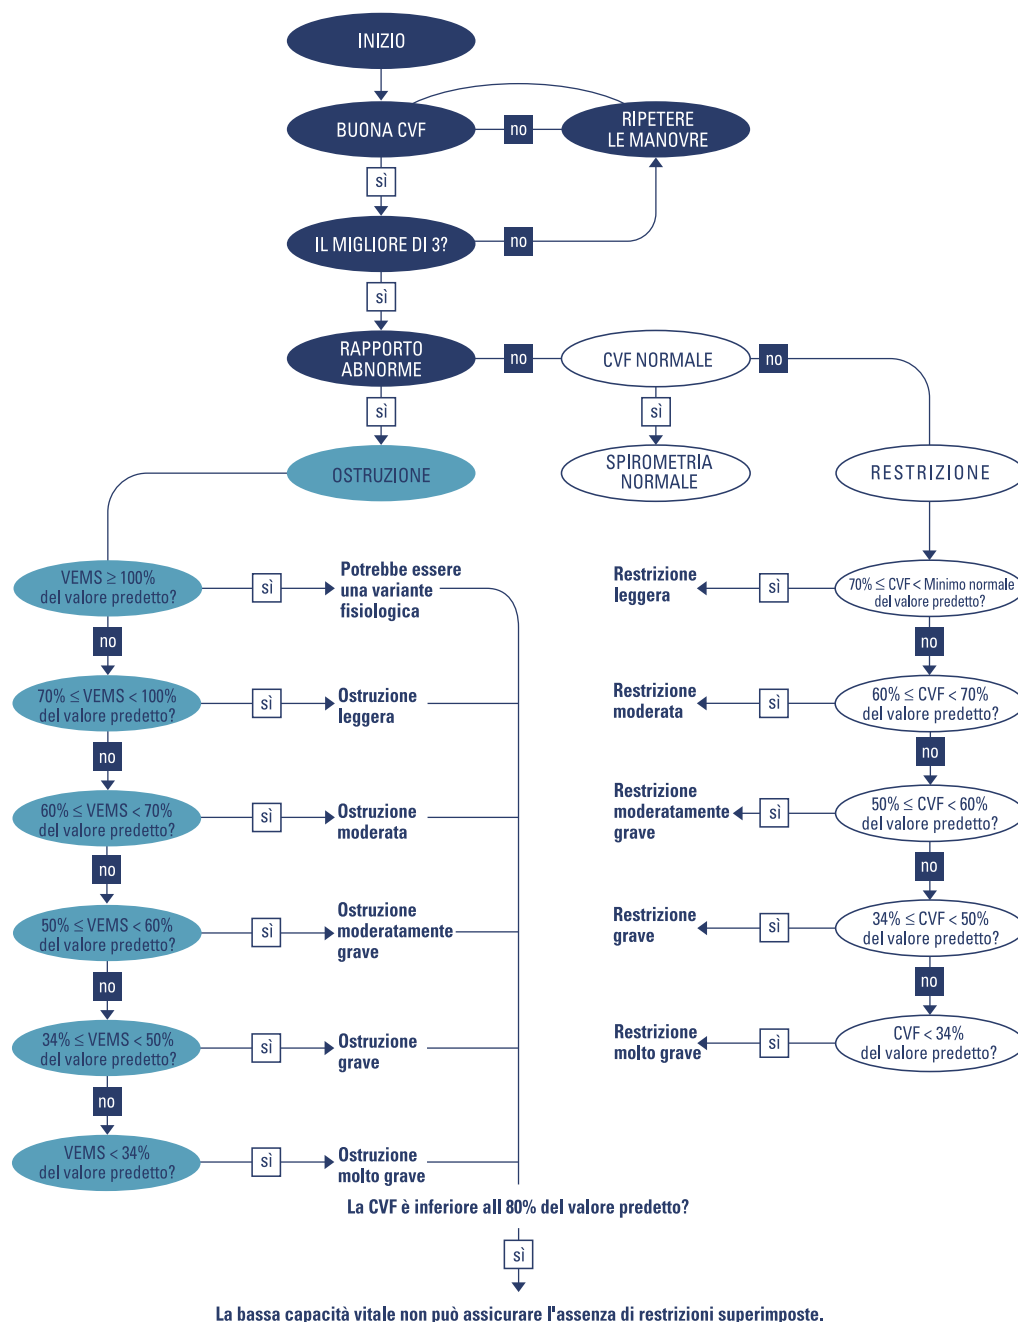 INIZIO
BUONA CVF
no
RIPETERE
LE MANOVRE
sì
IL MIGLIORE DI 3?
no
sì
RAPPORTO
ABNORME
no
CVF NORMALE
no
sì
sì
OSTRUZIONE
SPIROMETRIA
NORMALE
RESTRIZIONE
VEMS ≥ 100%
del valore predetto?
sì
Potrebbe essere
una variante
fisiologica
no
70% ≤ VEMS < 100%
del valore predetto?
sì
Ostruzione
leggera
no
60% ≤ VEMS < 70%
del valore predetto?
sì
Ostruzione
moderata
no
50% ≤ VEMS < 60%
del valore predetto?
sì
Ostruzione
moderatamente
grave
no
34% ≤ VEMS < 50%
del valore predetto?
sì
Ostruzione
grave
no
VEMS < 34%
del valore predetto?
sì
Ostruzione
molto grave
Restrizione
leggera
sì
70% ≤ CVF < Minimo normale
del valore predetto?
no
Restrizione
moderata
sì
60% ≤ CVF < 70%
del valore predetto?
no
Restrizione
moderatamente
grave
sì
50% ≤ CVF < 60%
del valore predetto?
no
Restrizione
grave
sì
34% ≤ CVF < 50%
del valore predetto?
no
Restrizione
molto grave
sì
CVF < 34%
del valore predetto?
La CVF è inferiore all 80% del valore predetto?
sì
La bassa capacità vitale non può assicurare l'assenza di restrizioni superimposte.